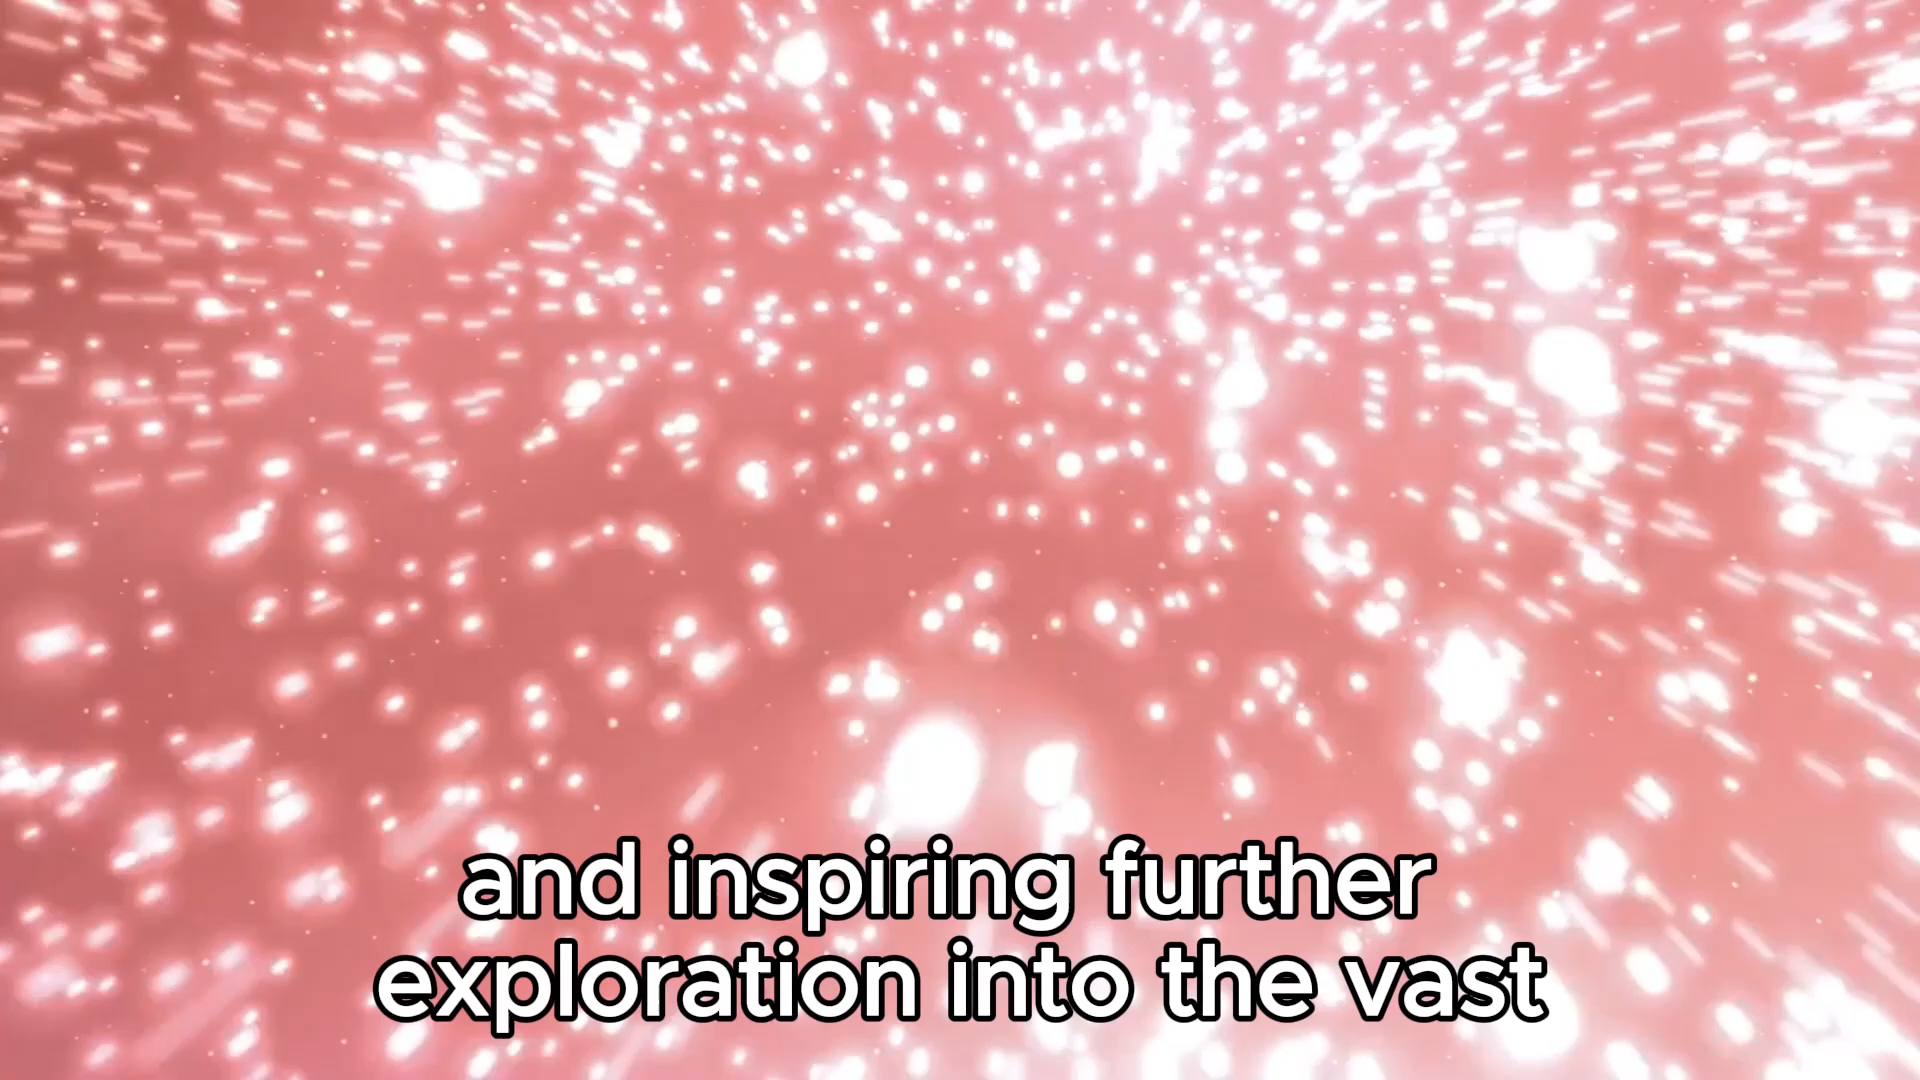 and inspiring further
exploration into the vast